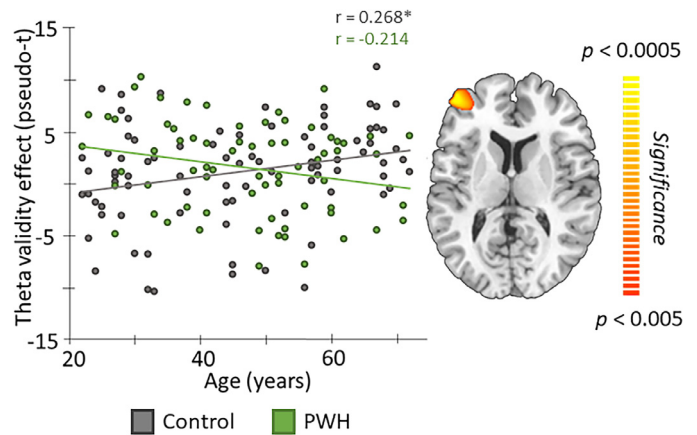 r = 0.268*
r = -0.214
15
5
-5
-15
Theta validity effect (pseudo-t)
20
40
60
Age (years)
Control
PWH
p < 0.0005
Significance
p < 0.005